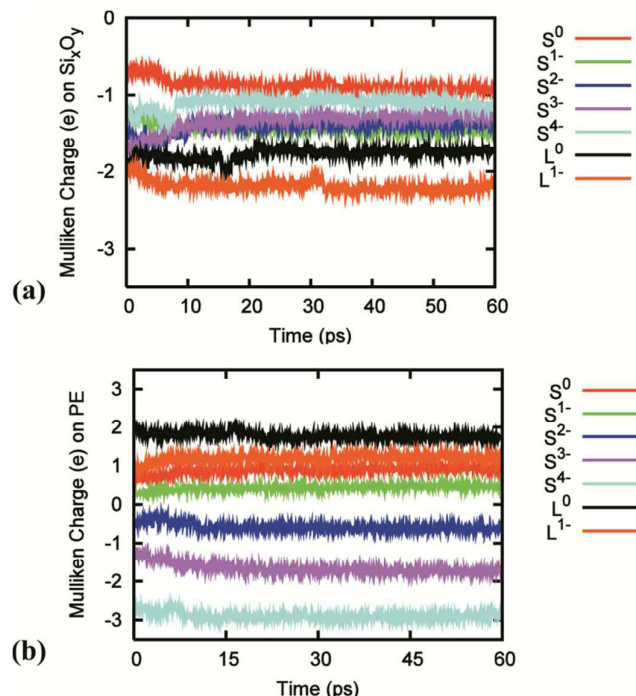 0
-1
-2
-3
Mulliken Charge (e) on SixOy
0 10 20 30 40 50 60
Time (ps)
(a)
S⁰
S¹⁻
S²⁻
S³⁻
S⁴⁻
L⁰
L¹⁻
3
2
1
0
-1
-2
-3
Mulliken Charge (e) on PE
0 15 30 45 60
Time (ps)
(b)
S⁰
S¹⁻
S²⁻
S³⁻
S⁴⁻
L⁰
L¹⁻